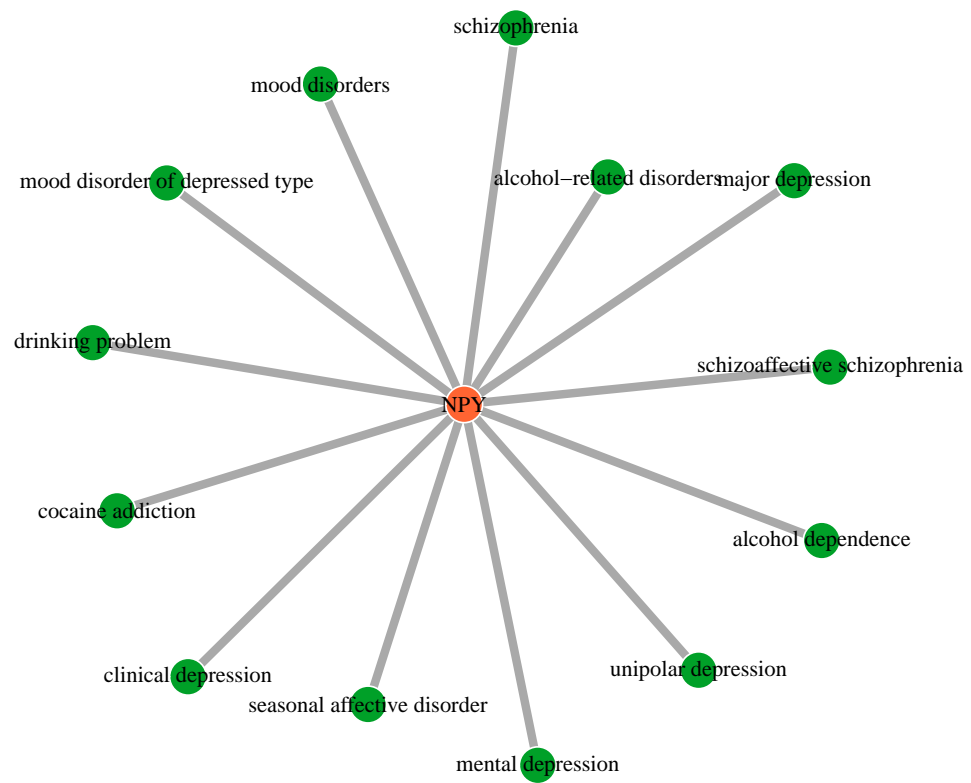 schizophrenia
mood disorders
alcohol−related disorders
major depression
mood disorder of depressed type
drinking problem
schizoaffective schizophrenia
NPY
cocaine addiction
alcohol dependence
clinical depression
unipolar depression
seasonal affective disorder
mental depression